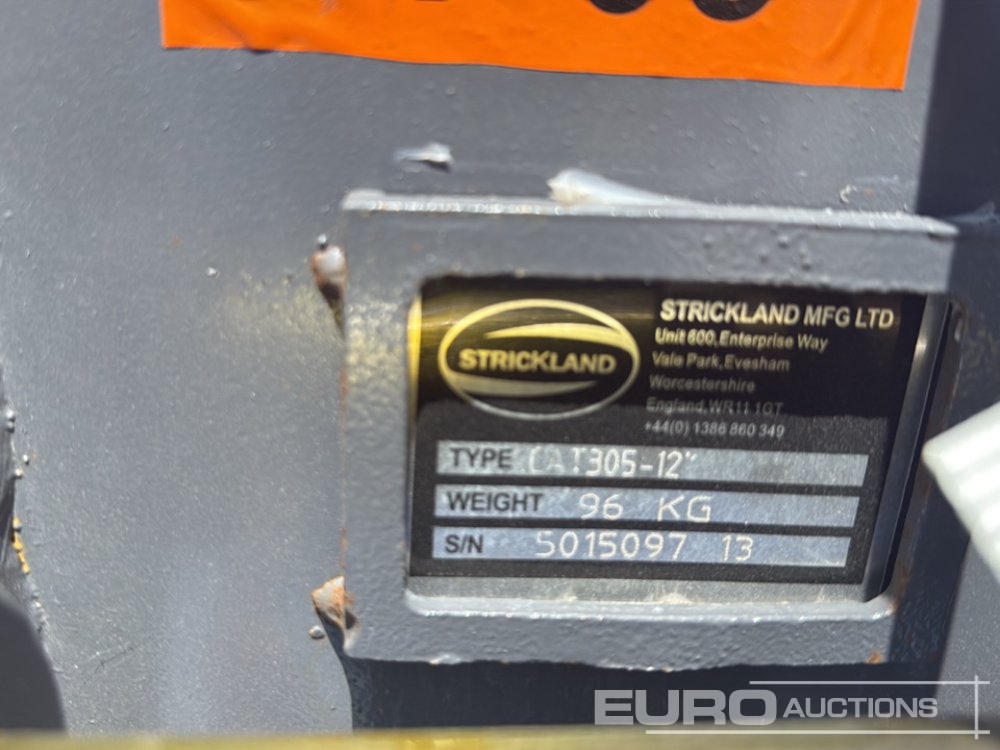 STRICKLAND
STRICKLAND MFG LTD
Unit 600, Enterprise Way
Vale Park, Evesham
Worcestershire
England, WR11 1GT
+44(0) 1386 860 349
TYPE CAT305-12"
WEIGHT 96 KG
S/N 5015097 13
EURO AUCTIONS